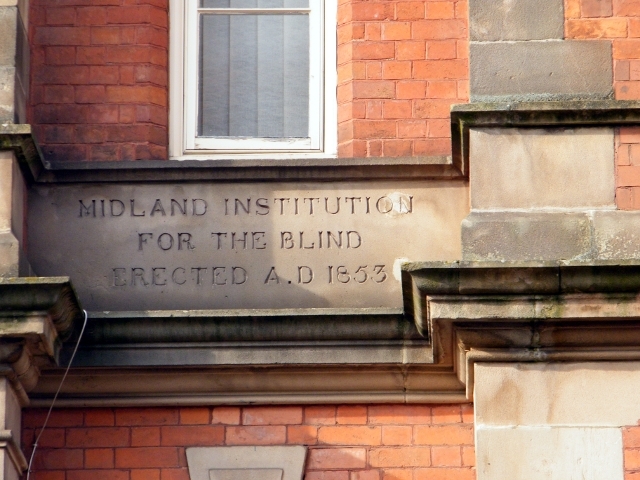 MIDLAND INSTITUTION
FOR THE BLIND
ERECTED A.D 1853